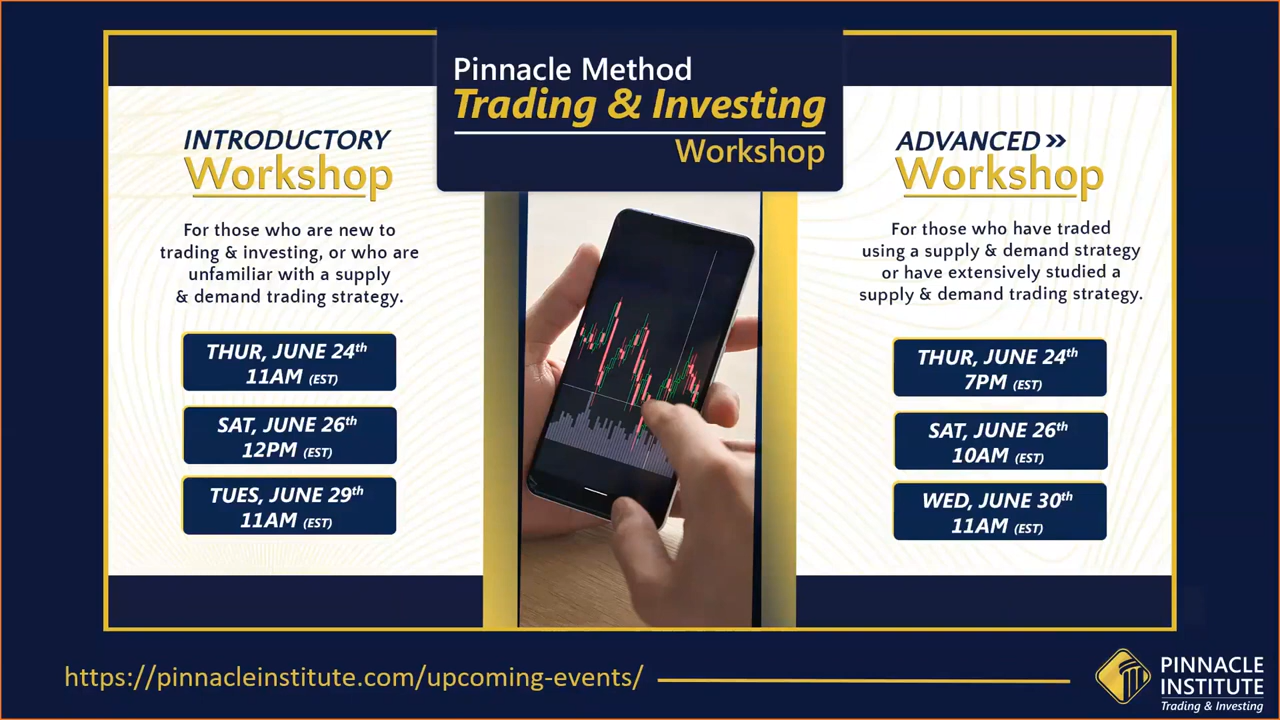 Pinnacle Method
Trading & Investing
Workshop
INTRODUCTORY
Workshop
For those who are new to
trading & investing, or who are
unfamiliar with a supply
& demand trading strategy.
THUR, JUNE 24th
11AM (EST)
SAT, JUNE 26th
12PM (EST)
TUES, JUNE 29th
11AM (EST)
ADVANCED »
Workshop
For those who have traded
using a supply & demand strategy
or have extensively studied a
supply & demand trading strategy.
THUR, JUNE 24th
7PM (EST)
SAT, JUNE 26th
10AM (EST)
WED, JUNE 30th
11AM (EST)
https://pinnacleinstitute.com/upcoming-events/
PINNACLE
INSTITUTE
Trading & Investing